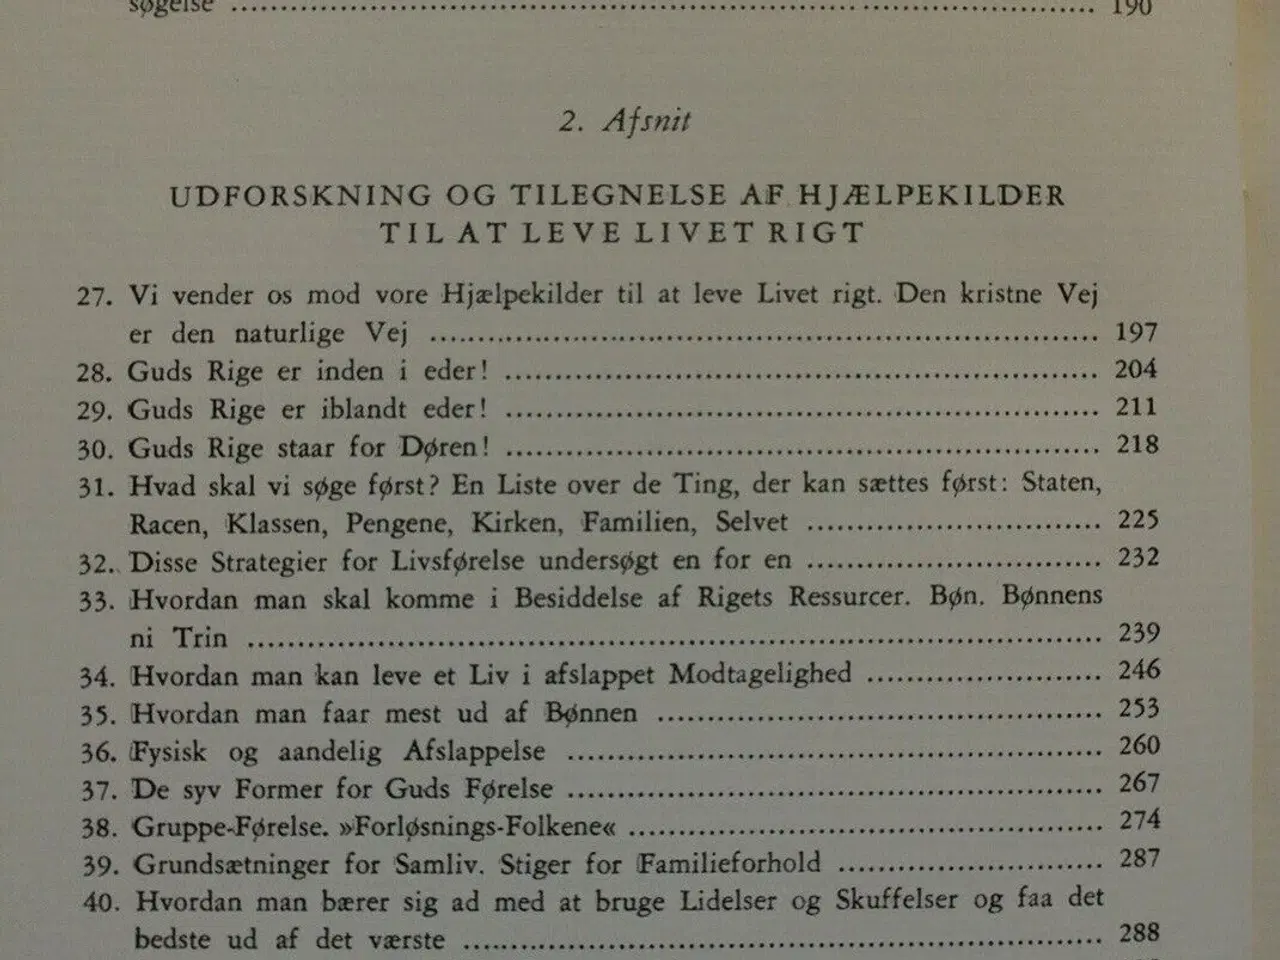 søgelse ........ 190
2. Afsnit
UDFORSKNING OG TILEGNELSE AF HJÆLPEKILDER
TIL AT LEVE LIVET RIGT
27. Vi vender os mod vore Hjælpekilder til at leve Livet rigt. Den kristne Vej
er den naturlige Vej ........ 197
28. Guds Rige er inden i eder! ........ 204
29. Guds Rige er iblandt eder! ........ 211
30. Guds Rige staar for Døren! ........ 218
31. Hvad skal vi søge først? En Liste over de Ting, der kan sættes først: Staten,
Racen, Klassen, Pengene, Kirken, Familien, Selvet ........ 225
32. Disse Strategier for Livsførelse undersøgt en for en ........ 232
33. Hvordan man skal komme i Besiddelse af Rigets Ressurcer. Bøn. Bønnens
ni Trin ........ 239
34. Hvordan man kan leve et Liv i afslappet Modtagelighed ........ 246
35. Hvordan man faar mest ud af Bønnen ........ 253
36. Fysisk og aandelig Afslappelse ........ 260
37. De syv Former for Guds Førelse ........ 267
38. Gruppe-Førelse. »Forløsnings-Folkene« ........ 274
39. Grundsætninger for Samliv. Stiger for Familieforhold ........ 287
40. Hvordan man bærer sig ad med at bruge Lidelser og Skuffelser og faa det
bedste ud af det værste ........ 288